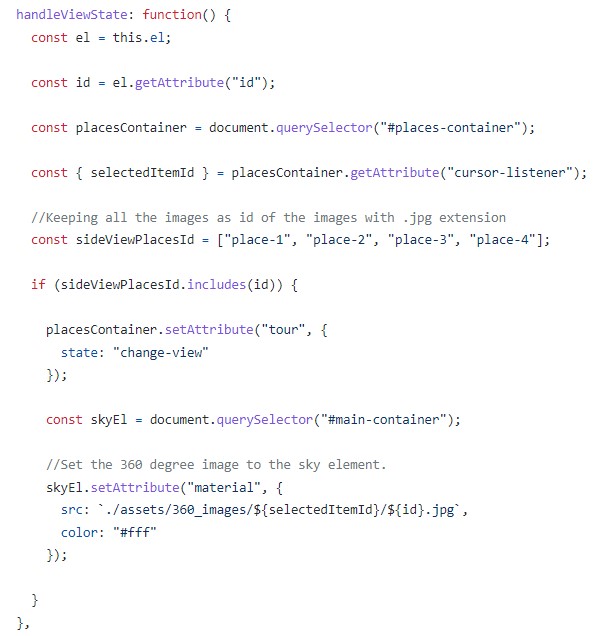 handleViewState: function() {
const el = this.el;
const id = el.getAttribute("id");
const placesContainer = document.querySelector("#places-container");
const { selectedItemId } = placesContainer.getAttribute("cursor-listener");
//Keeping all the images as id of the images with .jpg extension
const sideViewPlacesId = ["place-1", "place-2", "place-3", "place-4"];
if (sideViewPlacesId.includes(id)) {
placesContainer.setAttribute("tour", {
state: "change-view"
});
const skyEl = document.querySelector("#main-container");
//Set the 360 degree image to the sky element.
skyEl.setAttribute("material", {
src: `./assets/360_images/${selectedItemId}/${id}.jpg`,
color: "#fff"
});
}
},